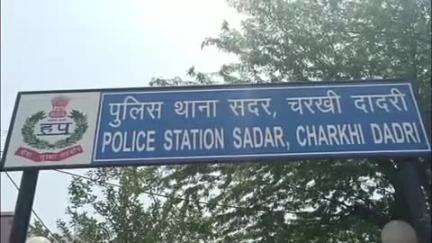 पुलिस थाना सदर, चरखी दादरी
POLICE STATION SADAR, CHARKHI DADRI
ह प